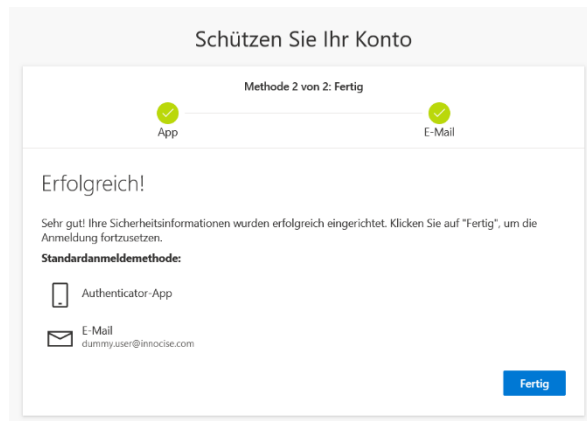 Schützen Sie Ihr Konto
Methode 2 von 2: Fertig
App
E-Mail
Erfolgreich!
Sehr gut! Ihre Sicherheitsinformationen wurden erfolgreich eingerichtet. Klicken Sie auf "Fertig", um die
Anmeldung fortzusetzen.
Standardanmeldemethode:
Authenticator-App
E-Mail
dummy.user@innocise.com
Fertig